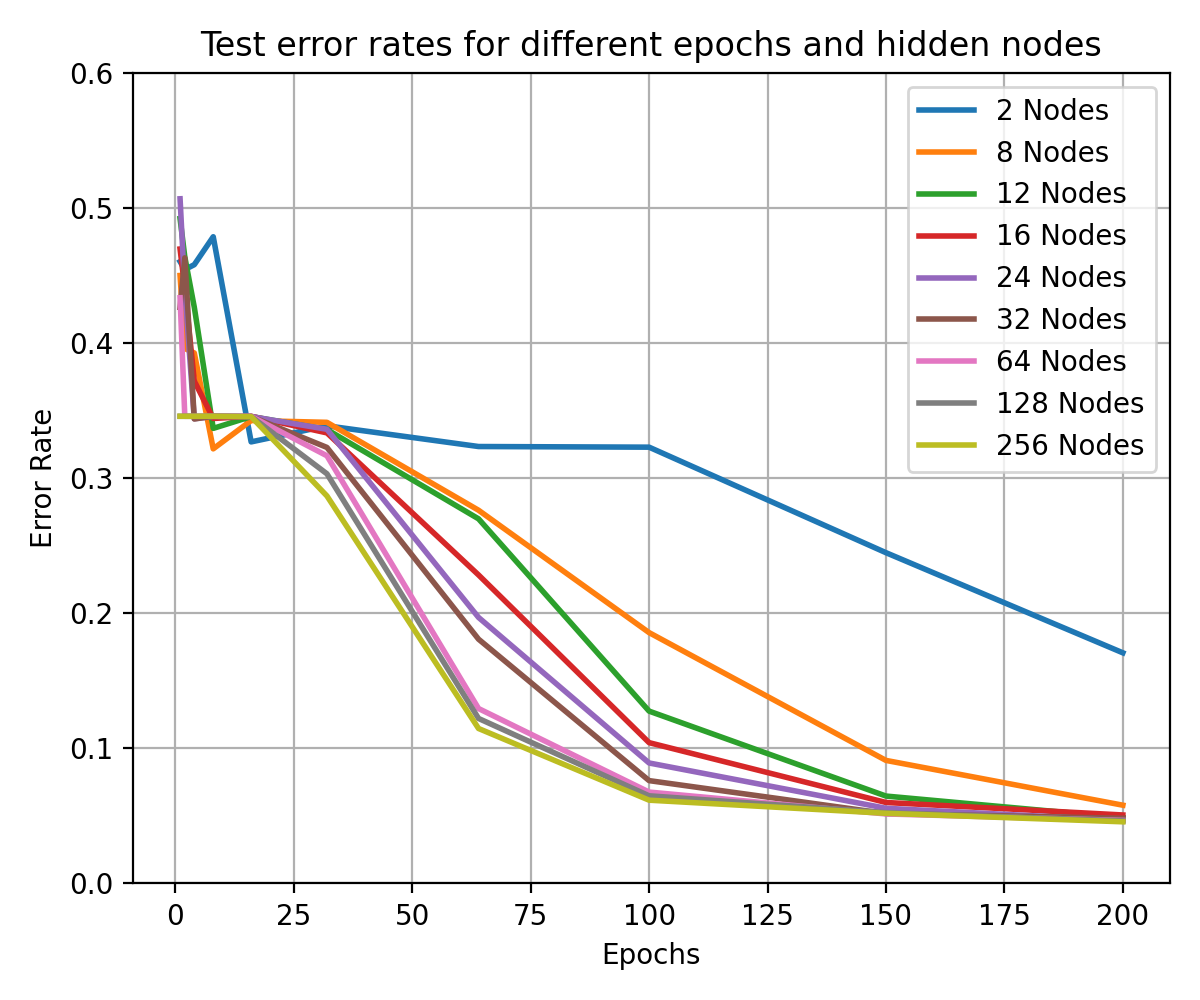 Test error rates for different epochs and hidden nodes
0.6
0.5
0.4
0.3
0.2
0.1
0.0
Error Rate
2 Nodes
8 Nodes
12 Nodes
16 Nodes
24 Nodes
32 Nodes
64 Nodes
128 Nodes
256 Nodes
0 25 50 75 100 125 150 175 200
Epochs